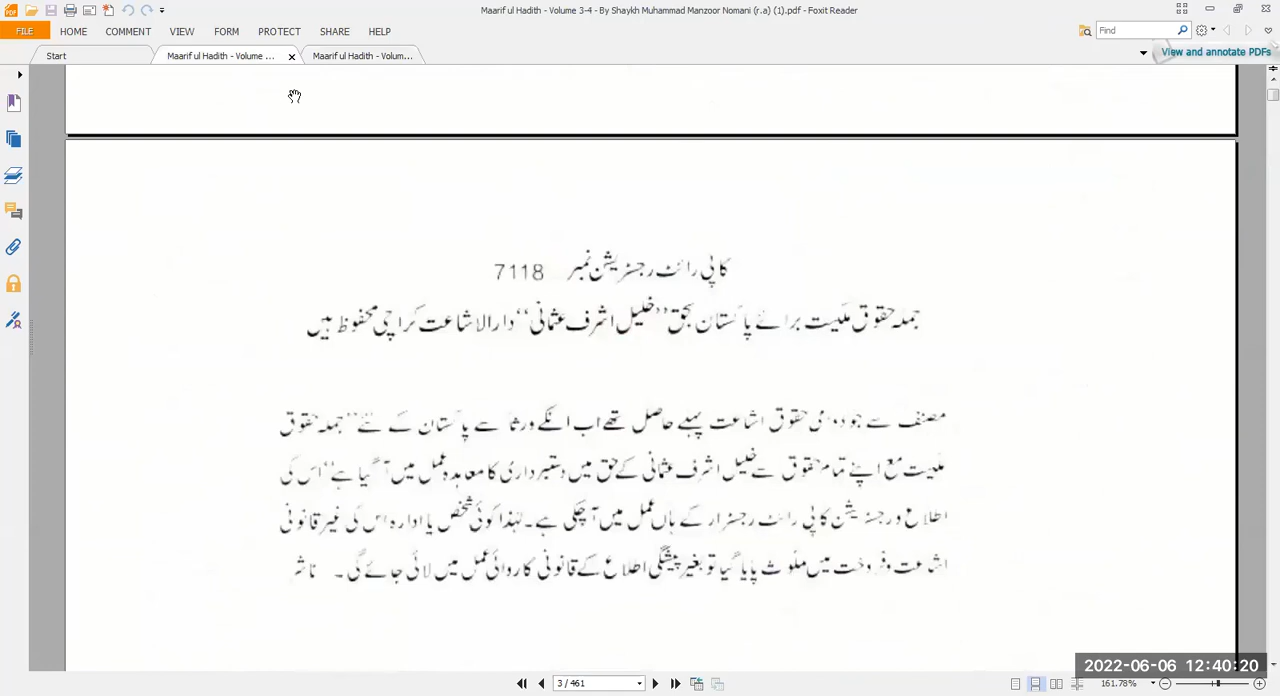 Maarif ul Hadith - Volume 3-4 - By Shaykh Muhammad Manzoor Nomani (r.a) (1).pdf - Foxit Reader
FILE HOME COMMENT VIEW FORM PROTECT SHARE HELP
Find
Start Maarif ul Hadith - Volume ... Maarif ul Hadith - Volum...
View and annotate PDFs
کاپی رائٹ رجسٹریشن نمبر 7118
جملہ حقوق ملکیت برائے پاکستان بحق ''خلیل اشرف عثمانی'' دارالاشاعت کراچی محفوظ ہیں
مصنف سے جو دوامی حقوق اشاعت پہلے حاصل تھے اب انکے ورثا سے پاکستان کے لئے ''جملہ حقوق
ملکیت مع اپنے تمام حقوق سے خلیل اشرف عثمانی کے حق میں دستبرداری کا معاہدہ عمل میں آ گیا ہے'' اس کی
اطلاع و رجسٹریشن کاپی رائٹ رجسٹرار کے ہاں عمل میں آ چکی ہے۔ لہٰذا کوئی شخص یا ادارہ اس کی غیر قانونی
اشاعت و فروخت میں ملوث پایا گیا تو بغیر پیشگی اطلاع کے قانونی کاروائی عمل میں لائی جائے گی۔ ناشر
2022-06-06 12:40:20
3 / 461
161.78%